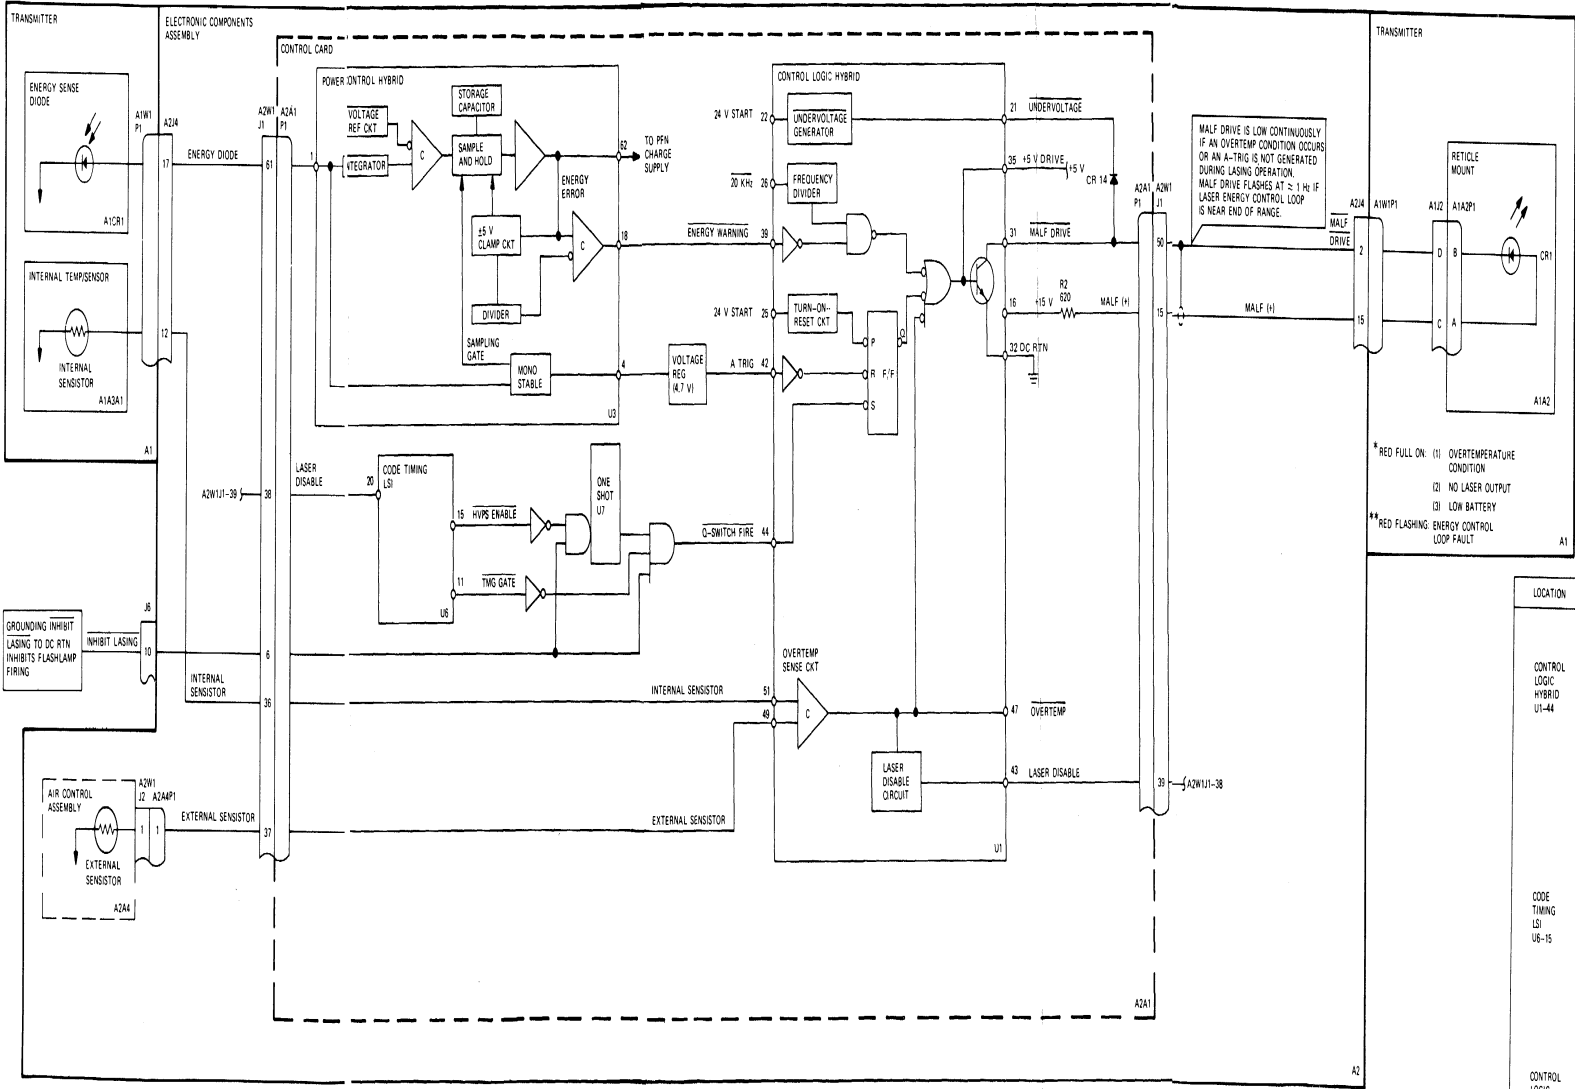 TRANSMITTER
ENERGY SENSE
DIODE
A1CR1
INTERNAL TEMP/SENSOR
INTERNAL
SENSISTOR
A1A3A1
A1
ELECTRONIC COMPONENTS
ASSEMBLY
A1W1
P1
A2J4
17
12
ENERGY DIODE
A2W1
J1
A2A1
P1
61
38
6
36
37
CONTROL CARD
POWER CONTROL HYBRID
1
VOLTAGE
REF CKT
NTEGRATOR
C
STORAGE
CAPACITOR
SAMPLE
AND HOLD
ENERGY
ERROR
±5 V
CLAMP CKT
C
DIVIDER
SAMPLING
GATE
MONO
STABLE
U3
62
TO PFN
CHARGE
SUPPLY
18
ENERGY WARNING
4
VOLTAGE
REG
(4.7 V)
A TRIG
CONTROL LOGIC HYBRID
24 V START
22
UNDERVOLTAGE
GENERATOR
20 KHz
26
FREQUENCY
DIVIDER
39
24 V START
25
TURN-ON-
RESET CKT
42
P
Q
R F/F
S
21
UNDERVOLTAGE
35
+5 V DRIVE
+5 V
CR 14
31
MALF DRIVE
16
+15 V
R2
620
MALF (+)
32 DC RTN
A2A1
P1
A2W1
J1
50
15
39
MALF DRIVE IS LOW CONTINUOUSLY
IF AN OVERTEMP CONDITION OCCURS
OR AN A-TRIG IS NOT GENERATED
DURING LASING OPERATION.
MALF DRIVE FLASHES AT ≈ 1 Hz IF
LASER ENERGY CONTROL LOOP
IS NEAR END OF RANGE.
MALF
DRIVE
MALF (+)
A2J4
A1W1P1
2
15
TRANSMITTER
A1J2
A1A2P1
D
B
C
A
RETICLE
MOUNT
CR1
A1A2
* RED FULL ON: (1) OVERTEMPERATURE
CONDITION
(2) NO LASER OUTPUT
(3) LOW BATTERY
** RED FLASHING: ENERGY CONTROL
LOOP FAULT
A1
A2W1J1-39
LASER
DISABLE
20
CODE TIMING
LSI
15
HVPS ENABLE
11
TMG GATE
U6
ONE
SHOT
U7
Q-SWITCH FIRE
44
GROUNDING INHIBIT
LASING TO DC RTN
INHIBITS FLASHLAMP
FIRING
INHIBIT LASING
J6
10
INTERNAL
SENSISTOR
INTERNAL SENSISTOR
51
49
OVERTEMP
SENSE CKT
C
47
OVERTEMP
LASER
DISABLE
CIRCUIT
43
LASER DISABLE
A2W1J1-38
U1
AIR CONTROL
ASSEMBLY
EXTERNAL
SENSISTOR
A2A4
A2W1
J2
A2A4P1
1
1
EXTERNAL SENSISTOR
EXTERNAL SENSISTOR
A2A1
A2
LOCATION
CONTROL
LOGIC
HYBRID
U1-44
CODE
TIMING
LSI
U6-15
CONTROL
LOGIC